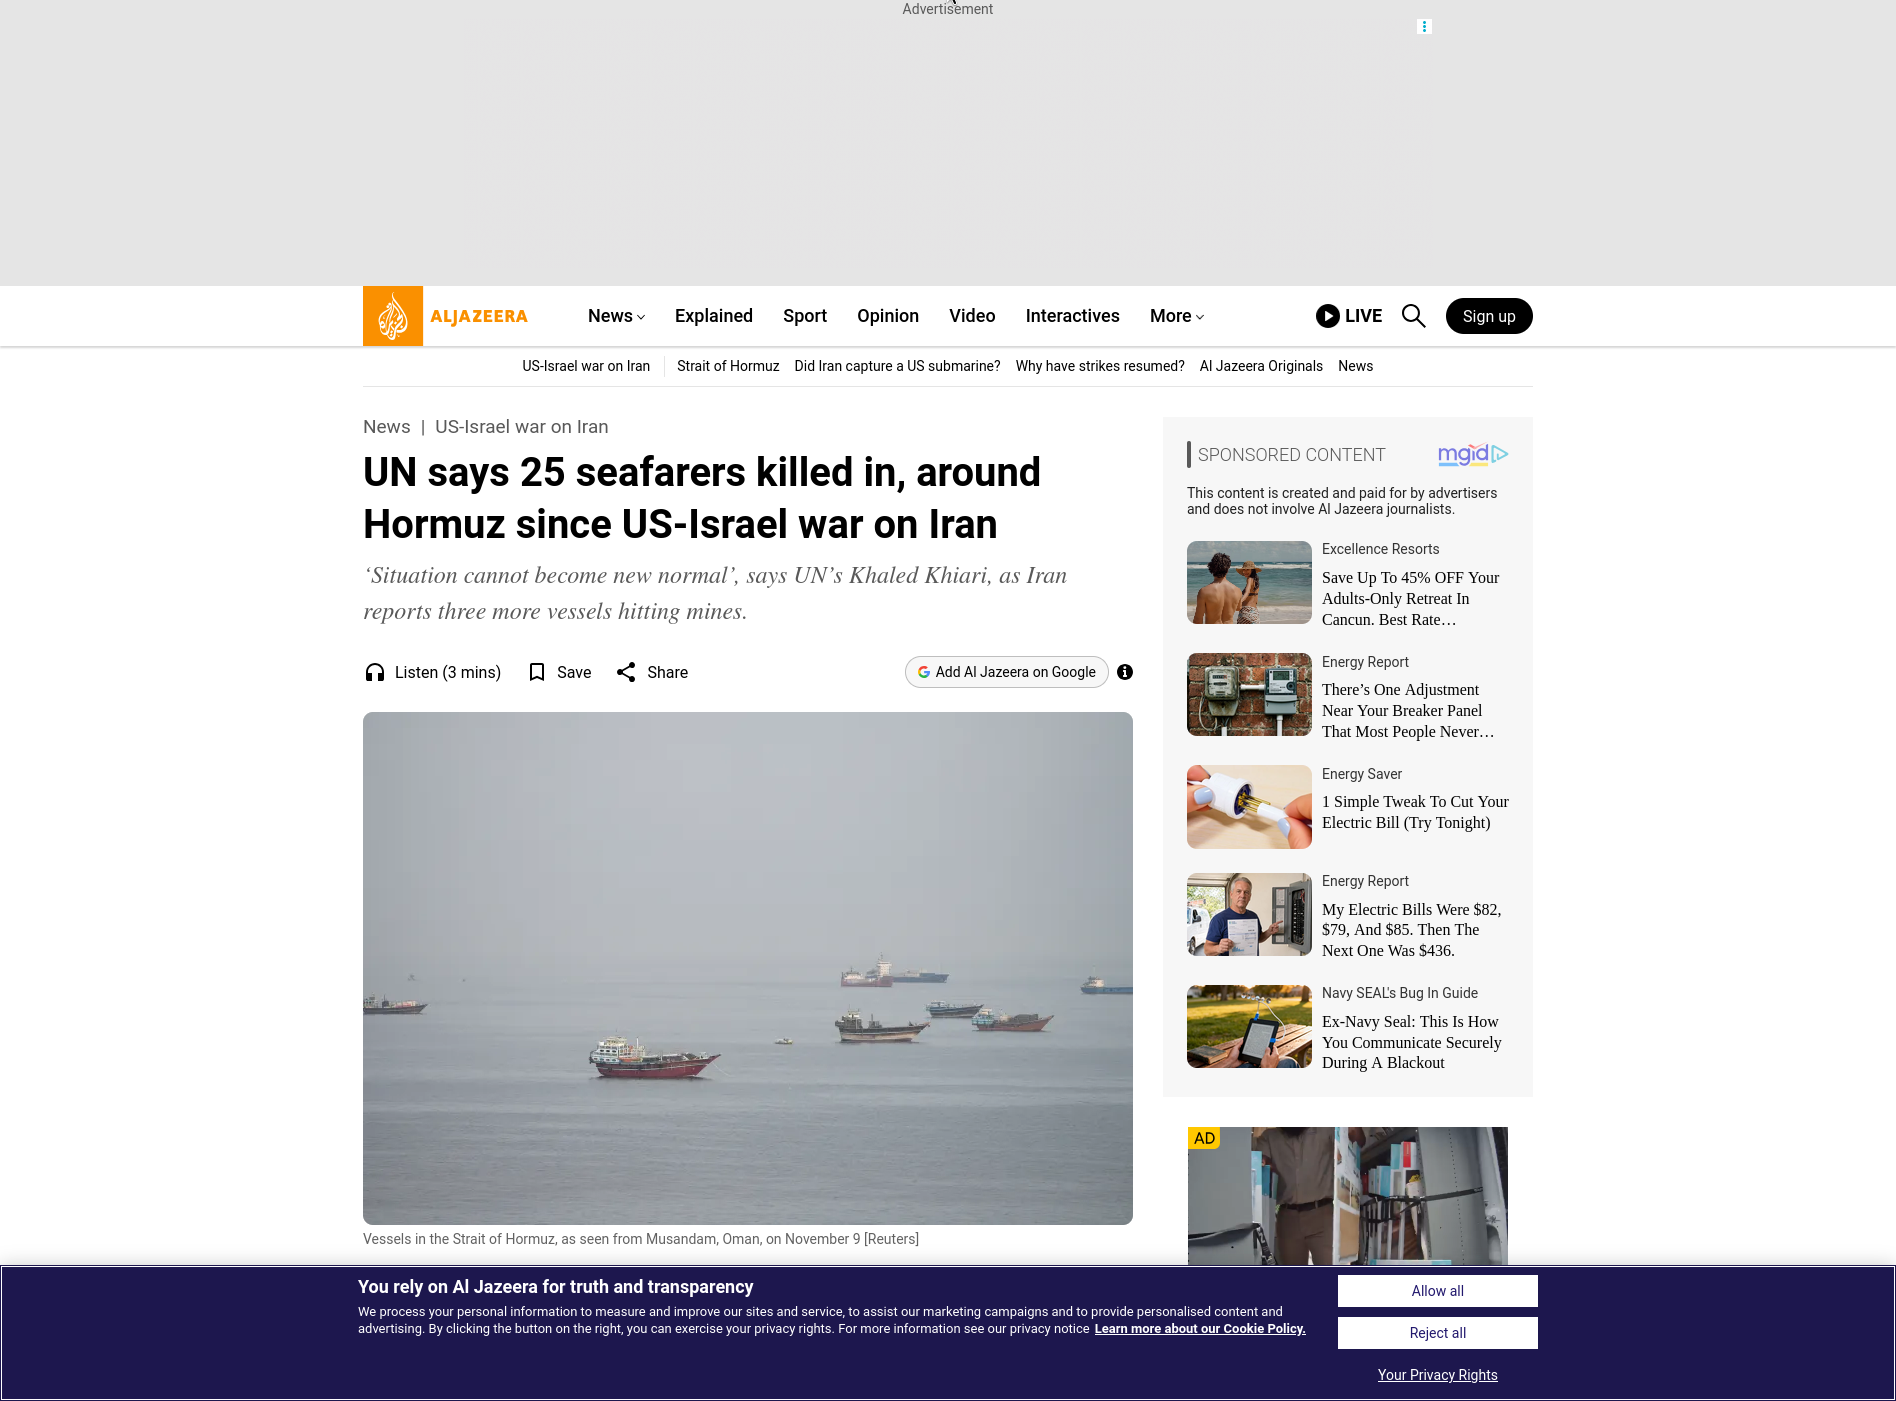 Advertisement
ALJAZEERA
News
Explained
Sport
Opinion
Video
Interactives
More
LIVE
Sign up
US-Israel war on Iran
Strait of Hormuz
Did Iran capture a US submarine?
Why have strikes resumed?
Al Jazeera Originals
News
News | US-Israel war on Iran
UN says 25 seafarers killed in, around
Hormuz since US-Israel war on Iran
‘Situation cannot become new normal’, says UN’s Khaled Khiari, as Iran
reports three more vessels hitting mines.
Listen (3 mins)
Save
Share
Add Al Jazeera on Google
Vessels in the Strait of Hormuz, as seen from Musandam, Oman, on November 9 [Reuters]
SPONSORED CONTENT
mgid
This content is created and paid for by advertisers
and does not involve Al Jazeera journalists.
Excellence Resorts
Save Up To 45% OFF Your
Adults-Only Retreat In
Cancun. Best Rate…
Energy Report
There’s One Adjustment
Near Your Breaker Panel
That Most People Never…
Energy Saver
1 Simple Tweak To Cut Your
Electric Bill (Try Tonight)
Energy Report
My Electric Bills Were $82,
$79, And $85. Then The
Next One Was $436.
Navy SEAL's Bug In Guide
Ex-Navy Seal: This Is How
You Communicate Securely
During A Blackout
AD
You rely on Al Jazeera for truth and transparency
We process your personal information to measure and improve our sites and service, to assist our marketing campaigns and to provide personalised content and
advertising. By clicking the button on the right, you can exercise your privacy rights. For more information see our privacy notice Learn more about our Cookie Policy.
Allow all
Reject all
Your Privacy Rights